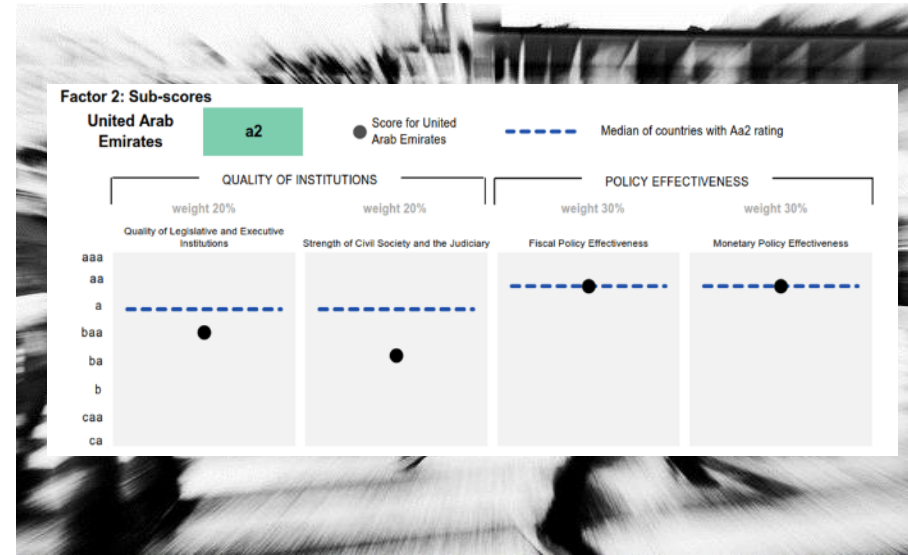 Factor 2: Sub-scores
United Arab
Emirates
a2
Score for United
Arab Emirates
Median of countries with Aa2 rating
QUALITY OF INSTITUTIONS
POLICY EFFECTIVENESS
weight 20%
weight 20%
weight 30%
weight 30%
Quality of Legislative and Executive
Institutions
Strength of Civil Society and the Judiciary
Fiscal Policy Effectiveness
Monetary Policy Effectiveness
aaa
aa
a
baa
ba
b
caa
ca